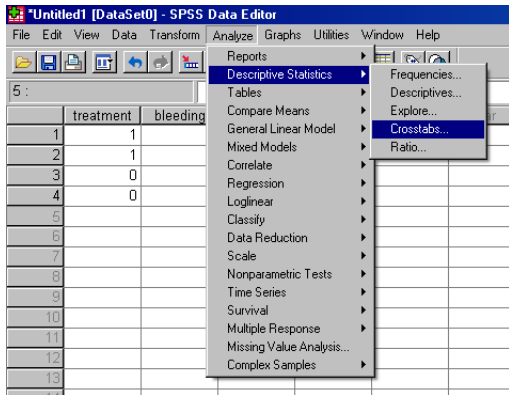 *Untitled1 [DataSet0] - SPSS Data Editor
File Edit View Data Transform Analyze Graphs Utilities Window Help
5 :
treatment bleeding
1 1
2 1
3 0
4 0
5
6
7
8
9
10
11
12
13
Reports
Descriptive Statistics
Tables
Compare Means
General Linear Model
Mixed Models
Correlate
Regression
Loglinear
Classify
Data Reduction
Scale
Nonparametric Tests
Time Series
Survival
Multiple Response
Missing Value Analysis...
Complex Samples
Frequencies...
Descriptives...
Explore...
Crosstabs...
Ratio...